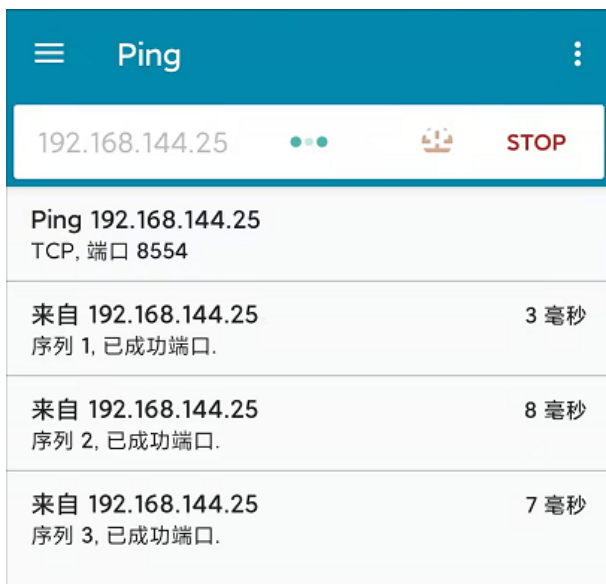 Ping
192.168.144.25
STOP
Ping 192.168.144.25
TCP, 端口 8554
来自 192.168.144.25
3 毫秒
序列 1, 已成功端口.
来自 192.168.144.25
8 毫秒
序列 2, 已成功端口.
来自 192.168.144.25
7 毫秒
序列 3, 已成功端口.